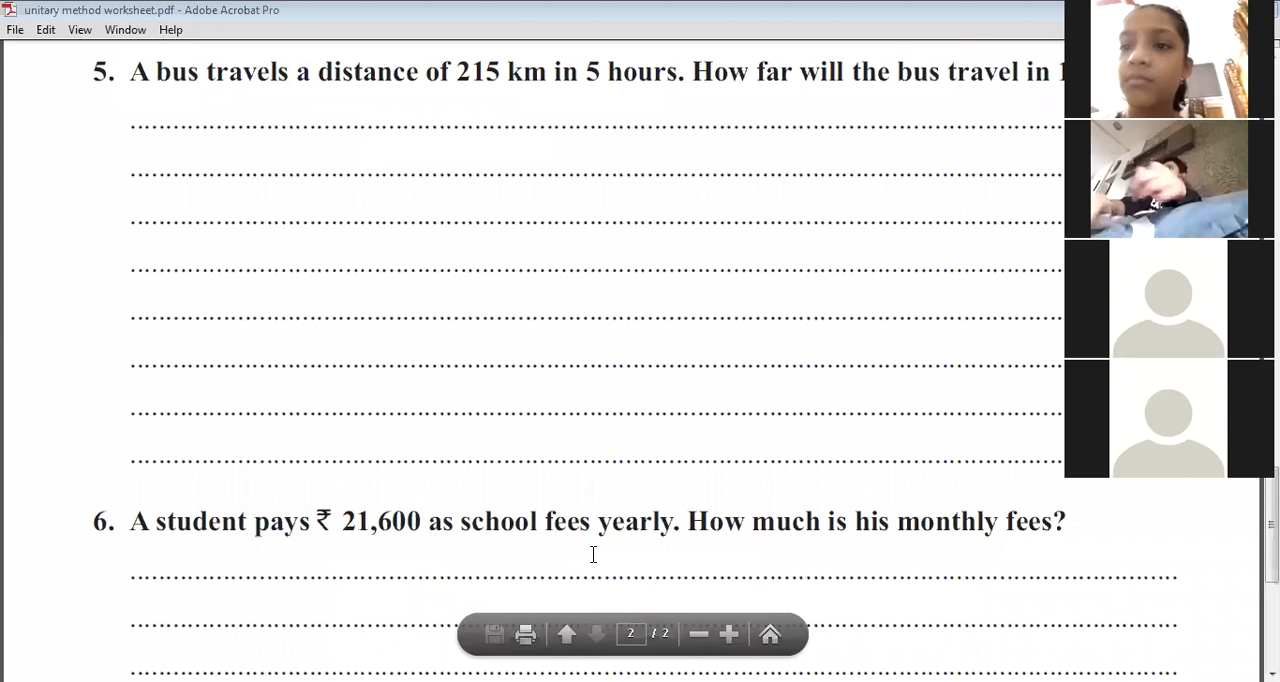 unitary method worksheet.pdf - Adobe Acrobat Pro
File Edit View Window Help
5. A bus travels a distance of 215 km in 5 hours. How far will the bus travel in
6. A student pays ₹ 21,600 as school fees yearly. How much is his monthly fees?
2 / 2